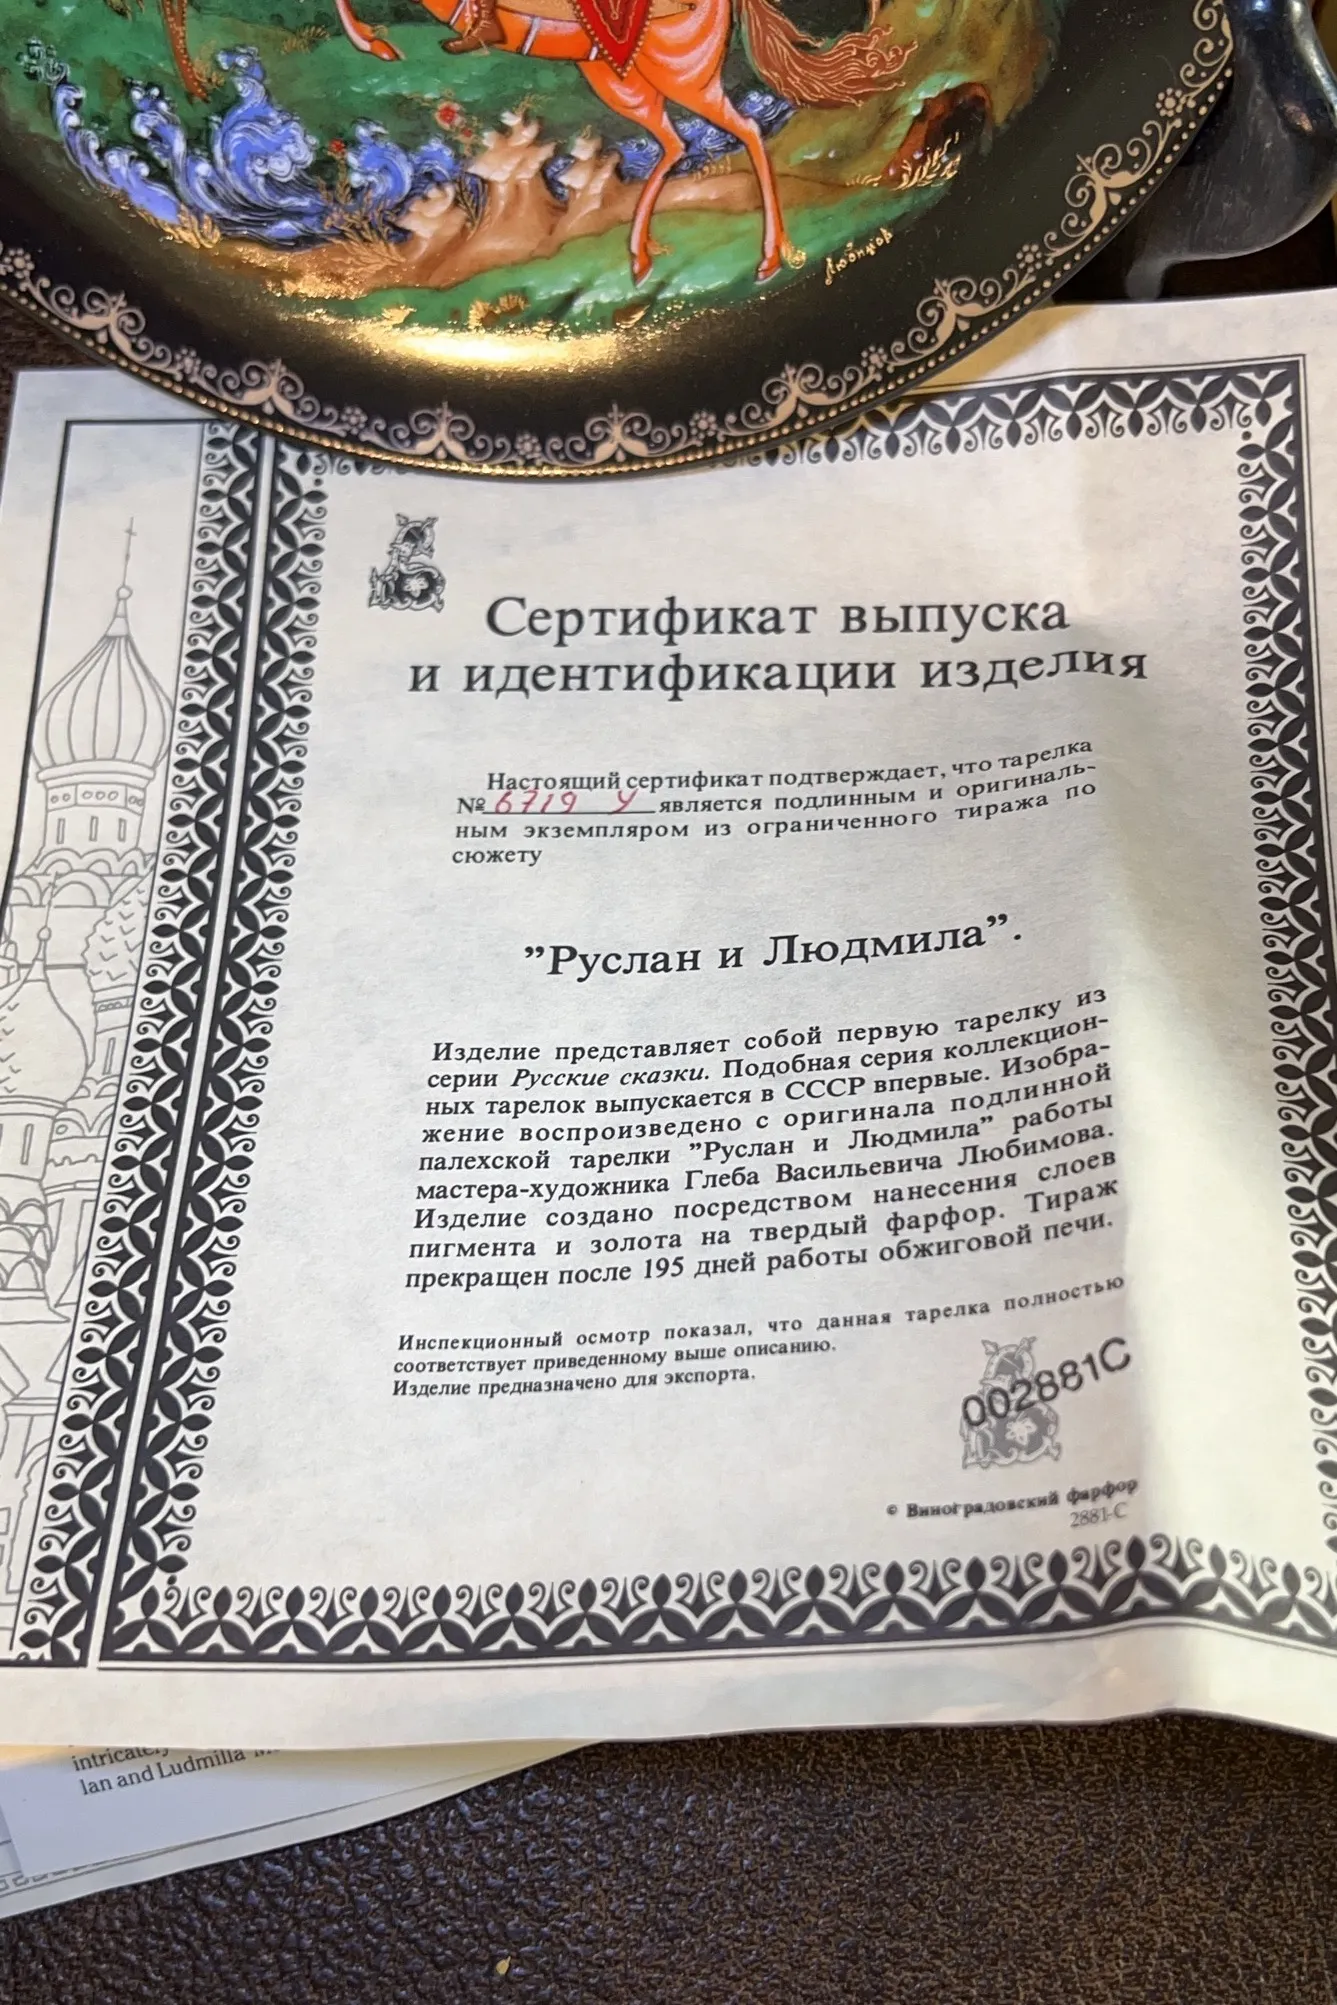 Любимов
Сертификат выпуска
и идентификации изделия
Настоящий сертификат подтверждает, что тарелка
№ 6719 У является подлинным и оригиналь-
ным экземпляром из ограниченного тиража по
сюжету
”Руслан и Людмила”.
Изделие представляет собой первую тарелку из
серии Русские сказки. Подобная серия коллекцион-
ных тарелок выпускается в СССР впервые. Изобра-
жение воспроизведено с оригинала подлинной
палехской тарелки ”Руслан и Людмила” работы
мастера-художника Глеба Васильевича Любимова.
Изделие создано посредством нанесения слоев
пигмента и золота на твердый фарфор. Тираж
прекращен после 195 дней работы обжиговой печи.
Инспекционный осмотр показал, что данная тарелка полностью
соответствует приведенному выше описанию.
Изделие предназначено для экспорта.
002881C
© Виноградовский фарфор
2881-C
intricately
lan and Ludmilla